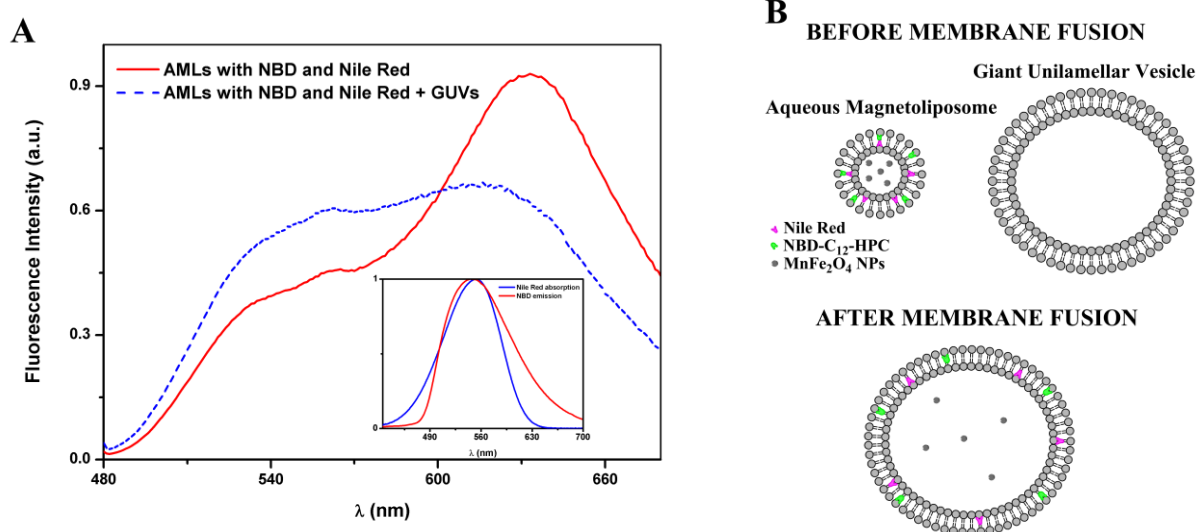 A
AMLs with NBD and Nile Red
AMLs with NBD and Nile Red + GUVs
Fluorescence Intensity (a.u.)
0.9
0.6
0.3
0.0
480
540
600
660
λ (nm)
1
0
Nile Red absorption
NBD emission
490
560
630
700
λ (nm)
B
BEFORE MEMBRANE FUSION
Giant Unilamellar Vesicle
Aqueous Magnetoliposome
Nile Red
NBD-C₁₂-HPC
MnFe₂O₄ NPs
AFTER MEMBRANE FUSION